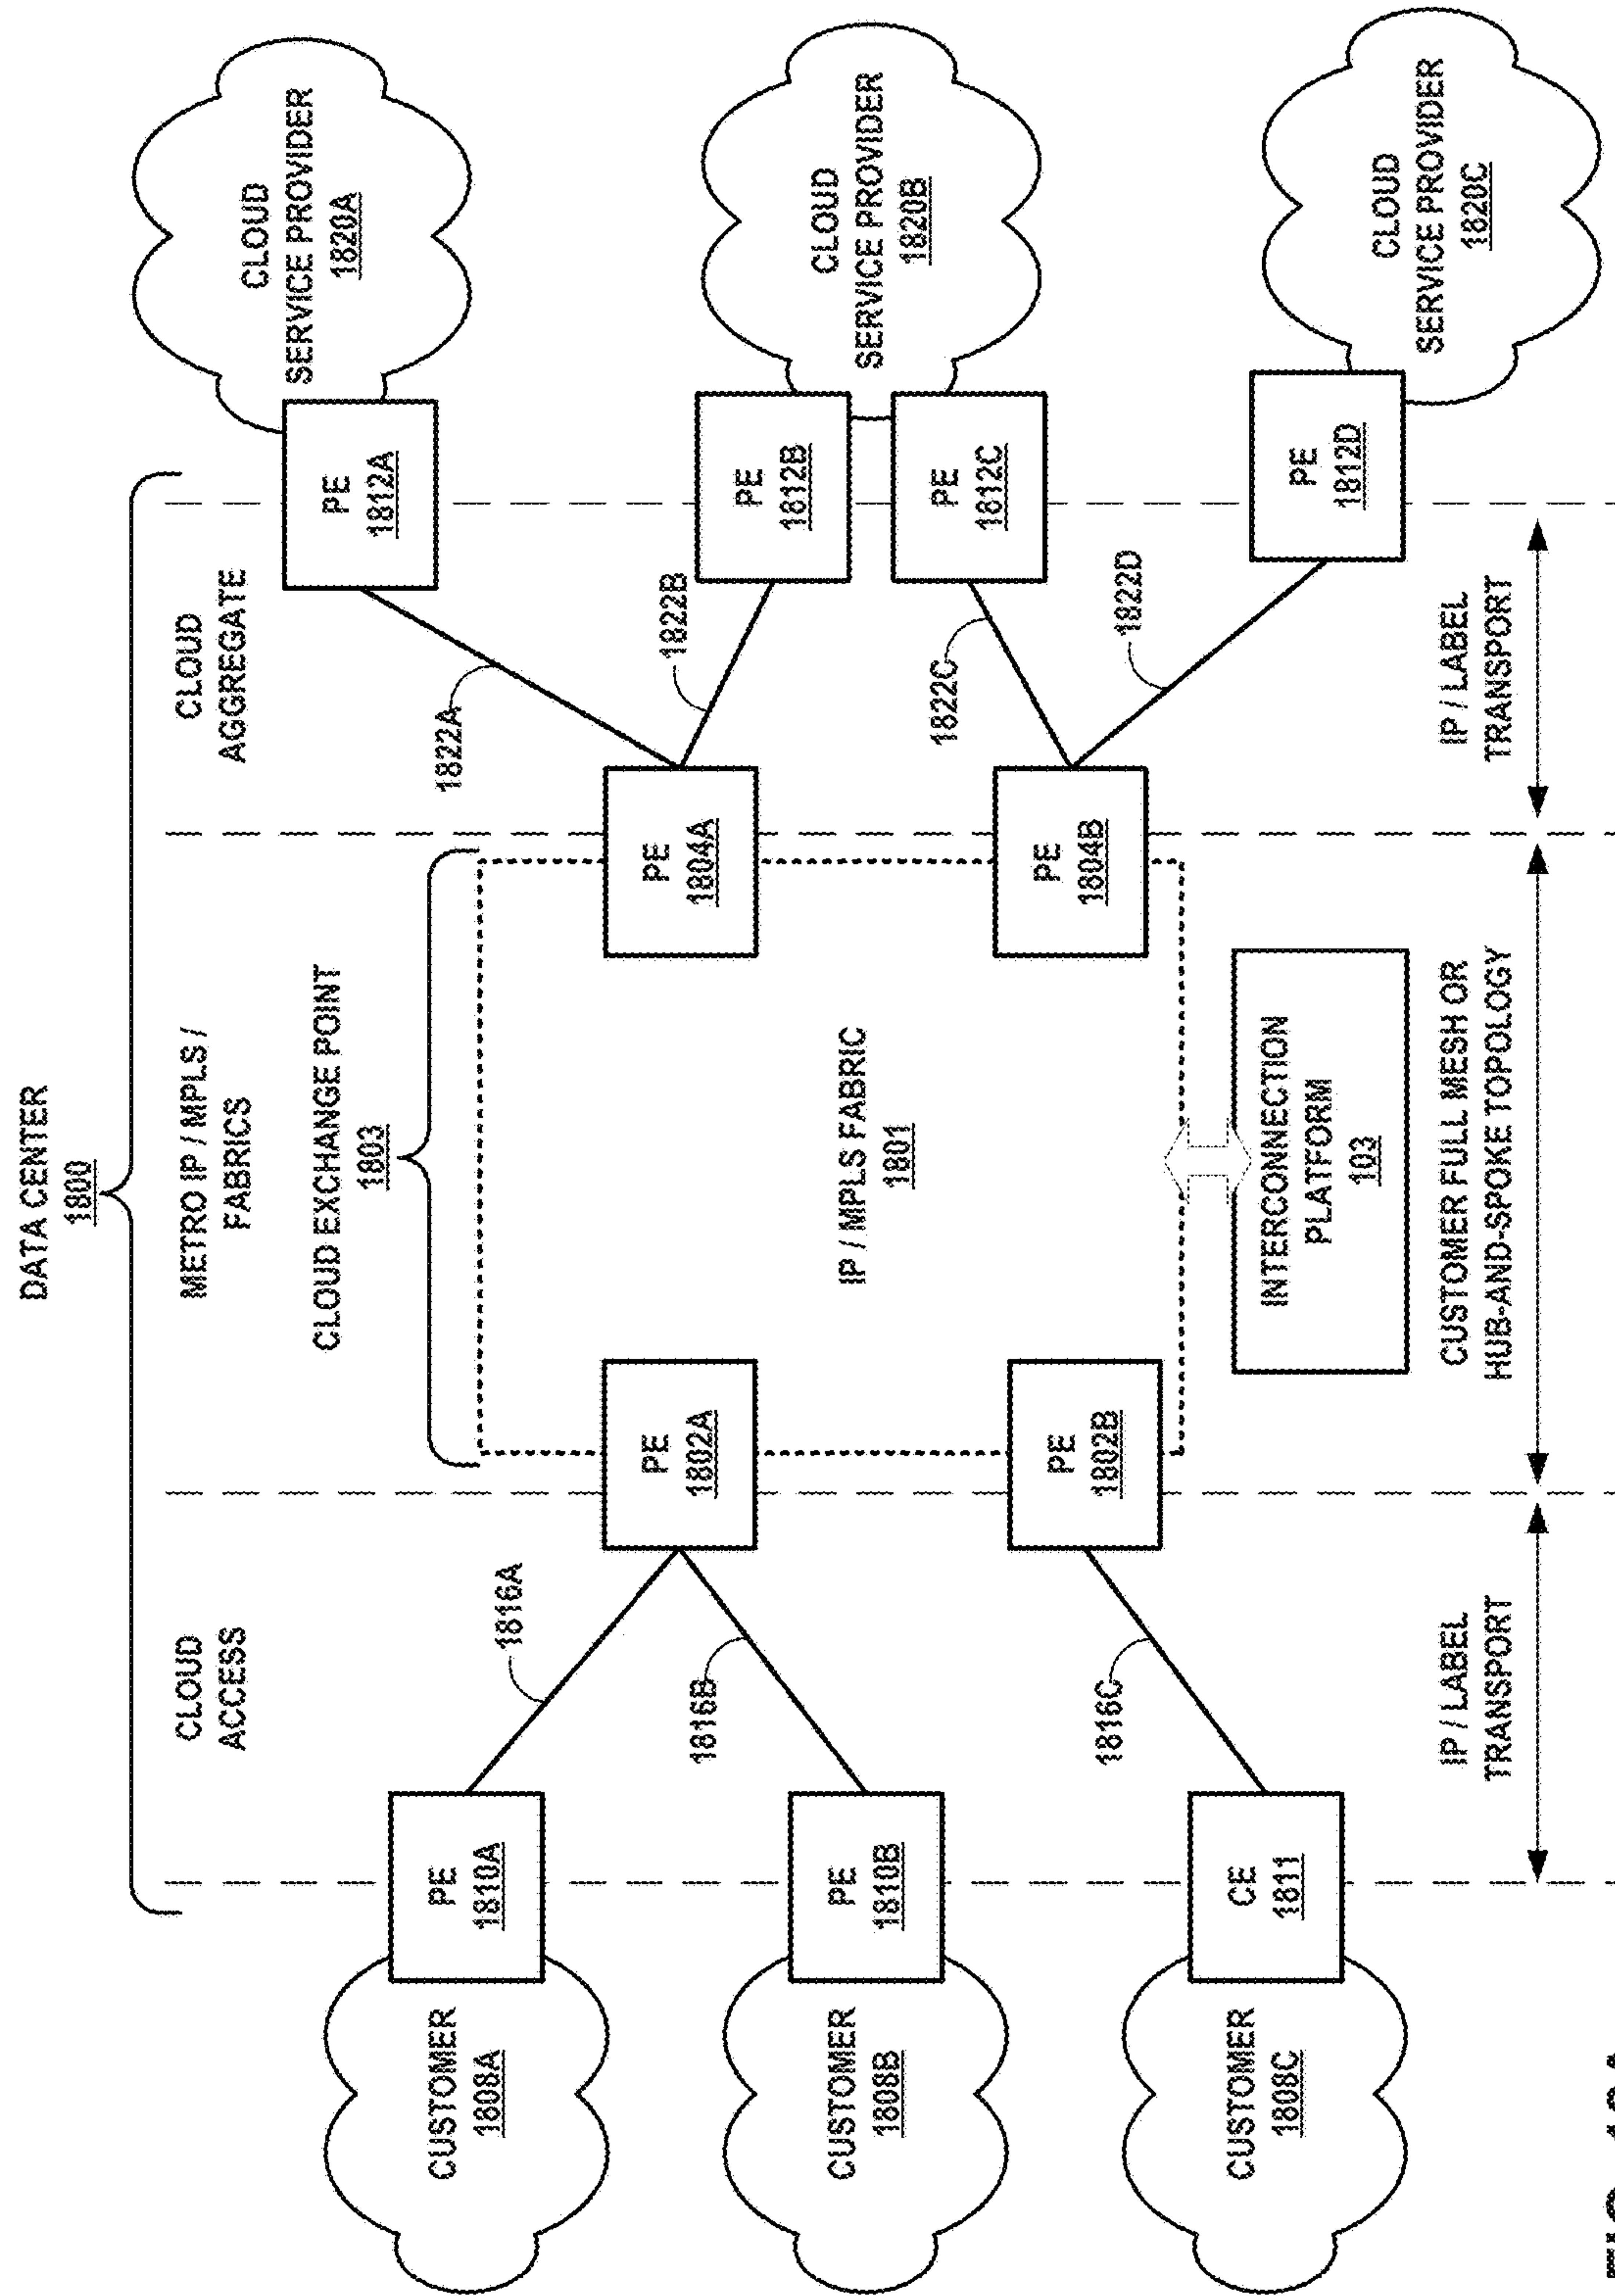 DATA CENTER
1800
CLOUD
ACCESS
METRO IP / MPLS /
FABRICS
CLOUD
AGGREGATE
CLOUD EXCHANGE POINT
1803
CUSTOMER
1808A
PE
1810A
1816A
PE
1802A
PE
1804A
1822A
PE
1812A
CLOUD
SERVICE PROVIDER
1820A
CUSTOMER
1808B
PE
1810B
1816B
IP / MPLS FABRIC
1801
1822B
PE
1812B
CLOUD
SERVICE PROVIDER
1820B
1822C
PE
1812C
CUSTOMER
1808C
CE
1811
1816C
PE
1802B
PE
1804B
1822D
PE
1812D
CLOUD
SERVICE PROVIDER
1820C
INTERCONNECTION
PLATFORM
103
IP / LABEL
TRANSPORT
CUSTOMER FULL MESH OR
HUB-AND-SPOKE TOPOLOGY
IP / LABEL
TRANSPORT